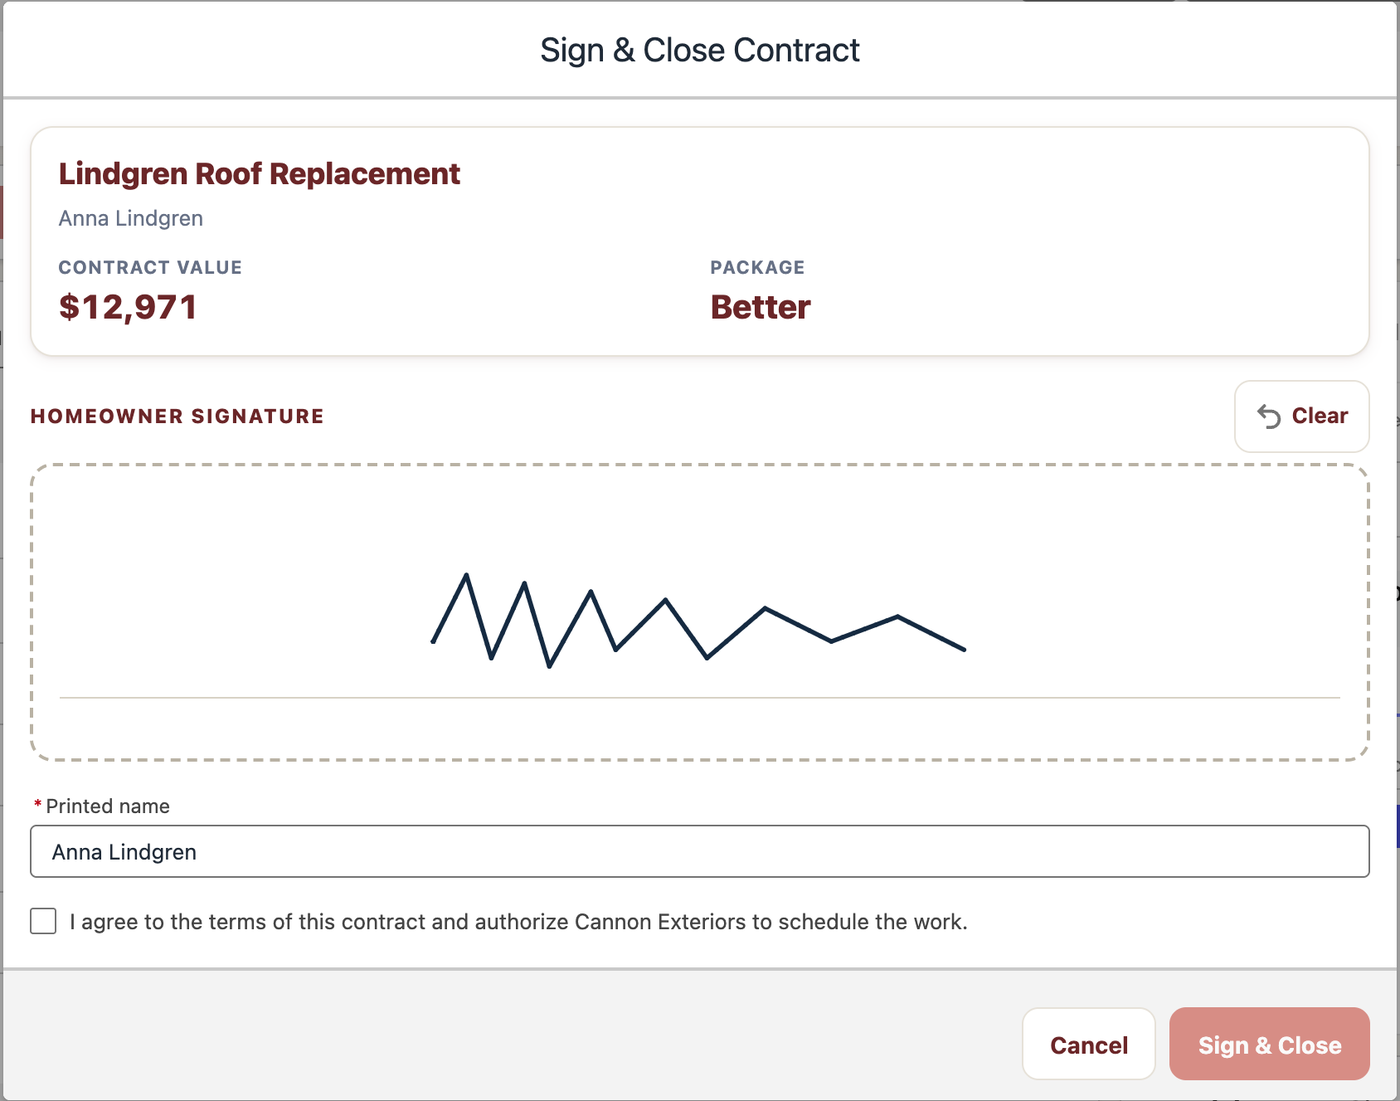 Sign & Close Contract
Lindgren Roof Replacement
Anna Lindgren
CONTRACT VALUE
PACKAGE
$12,971
Better
HOMEOWNER SIGNATURE
Clear
* Printed name
Anna Lindgren
I agree to the terms of this contract and authorize Cannon Exteriors to schedule the work.
Cancel
Sign & Close